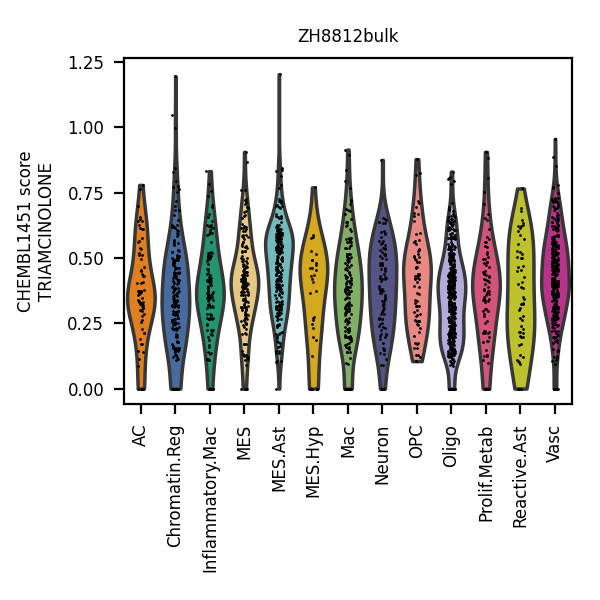 ZH8812bulk
CHEMBL1451 score
TRIAMCINOLONE
1.25
1.00
0.75
0.50
0.25
0.00
AC
Chromatin.Reg
Inflammatory.Mac
MES
MES.Ast
MES.Hyp
Mac
Neuron
OPC
Oligo
Prolif.Metab
Reactive.Ast
Vasc